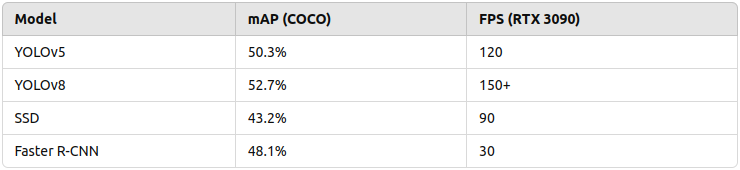 Model mAP (COCO) FPS (RTX 3090)
YOLOv5 50.3% 120
YOLOv8 52.7% 150+
SSD 43.2% 90
Faster R-CNN 48.1% 30